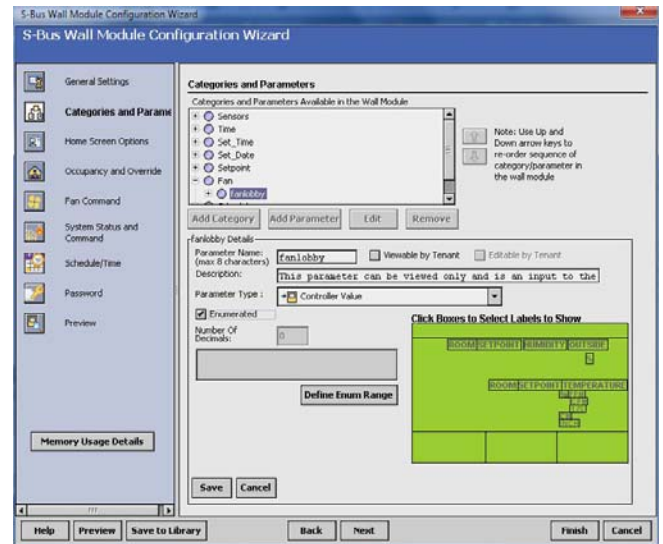 S-Bus Wall Module Configuration Wizard
S-Bus Wall Module Configuration Wizard
General Settings
Categories and Parame
Home Screen Options
Occupancy and Override
Fan Command
System Status and
Command
Schedule/Time
Password
Preview
Memory Usage Details
Categories and Parameters
Categories and Parameters Available in the Wall Module
Sensors
Time
Set_Time
Set_Date
Setpoint
Fan
fanlobby
Note: Use Up and
Down arrow keys to
re-order sequence of
category/parameter in
the wall module
Add Category Add Parameter Edit Remove
fanlobby Details
Parameter Name:
(max 8 characters)
fanlobby
Viewable by Tenant
Editable by Tenant
Description:
This parameter can be viewed only and is an input to the
Parameter Type :
Controller Value
Enumerated
Number Of
Decimals:
0
Define Enum Range
Click Boxes to Select Labels to Show
ROOM SETPOINT HUMIDITY OUTSIDE
%
ROOM SETPOINT TEMPERATURE
Save Cancel
Help Preview Save to Library Back Next Finish Cancel